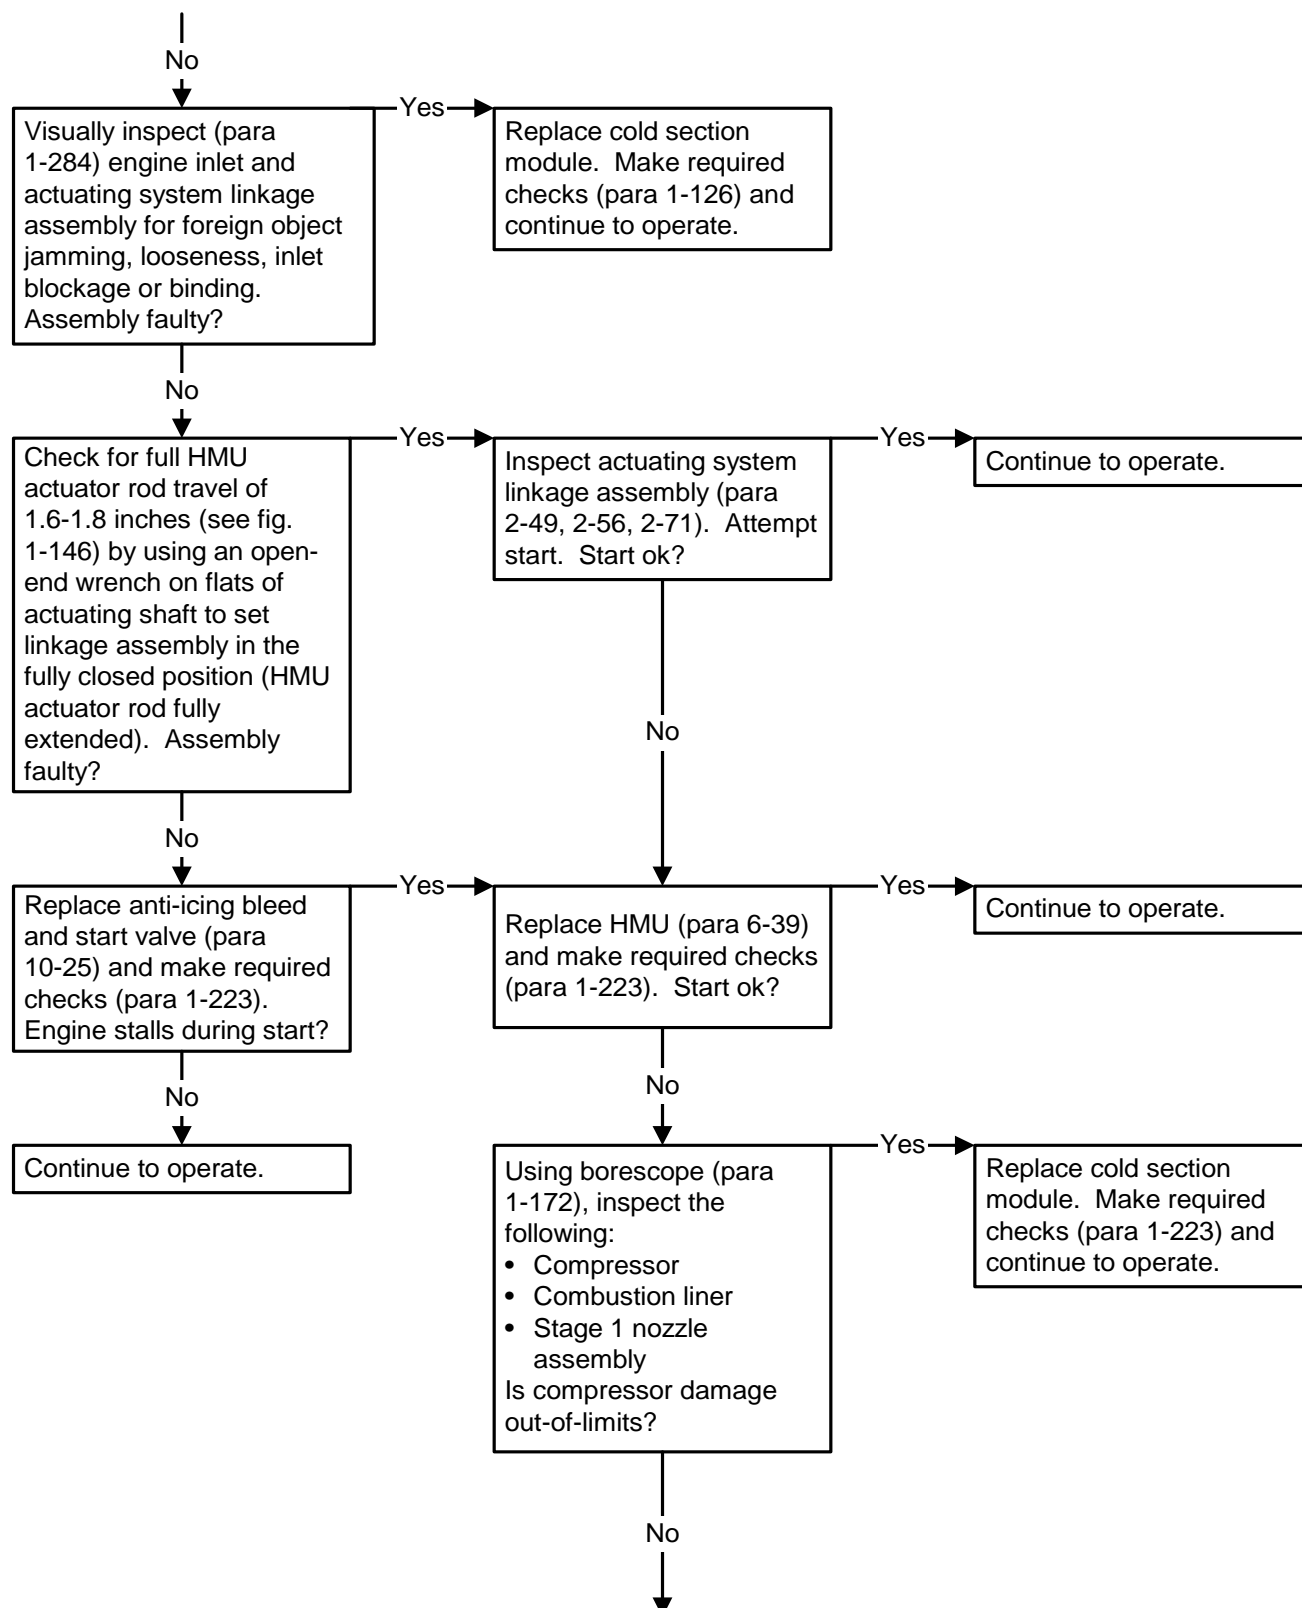 No
Visually inspect (para
1-284) engine inlet and
actuating system linkage
assembly for foreign object
jamming, looseness, inlet
blockage or binding.
Assembly faulty?
Yes
Replace cold section
module.  Make required
checks (para 1-126) and
continue to operate.
No
Check for full HMU
actuator rod travel of
1.6-1.8 inches (see fig.
1-146) by using an open-
end wrench on flats of
actuating shaft to set
linkage assembly in the
fully closed position (HMU
actuator rod fully
extended).  Assembly
faulty?
Yes
Inspect actuating system
linkage assembly (para
2-49, 2-56, 2-71).  Attempt
start.  Start ok?
Yes
Continue to operate.
No
No
Replace anti-icing bleed
and start valve (para
10-25) and make required
checks (para 1-223).
Engine stalls during start?
Yes
Replace HMU (para 6-39)
and make required checks
(para 1-223).  Start ok?
Yes
Continue to operate.
No
Continue to operate.
No
Using borescope (para
1-172), inspect the
following:
• Compressor
• Combustion liner
• Stage 1 nozzle
assembly
Is compressor damage
out-of-limits?
Yes
Replace cold section
module.  Make required
checks (para 1-223) and
continue to operate.
No